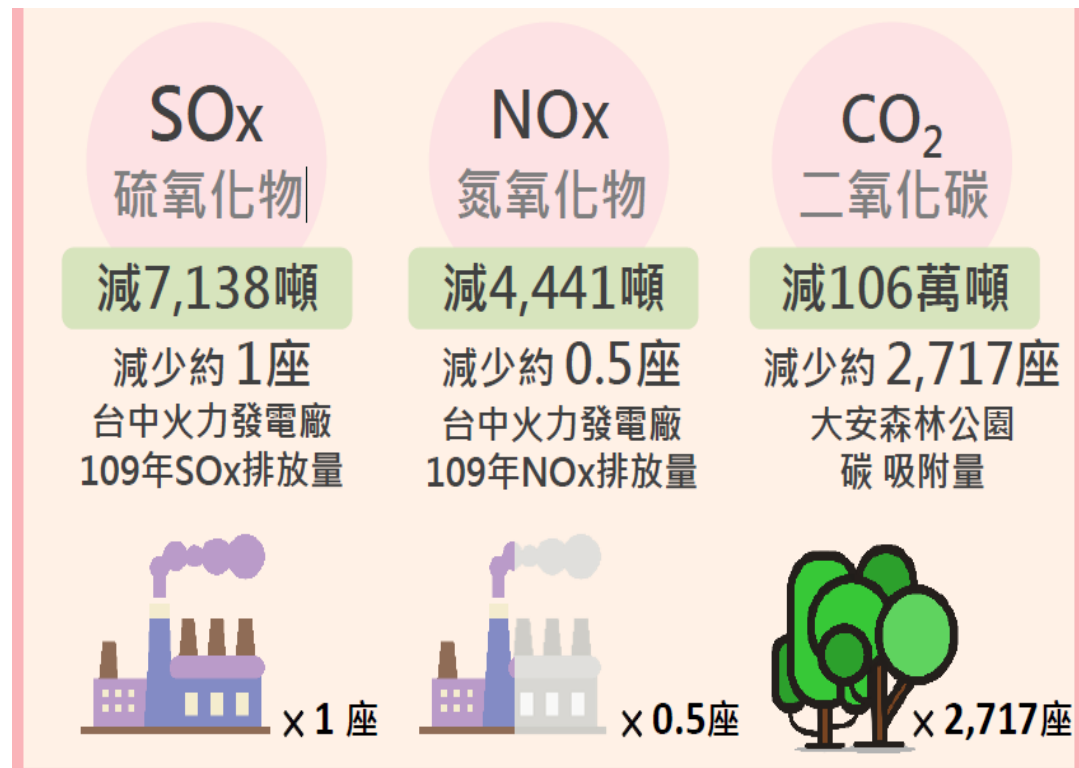 SOx
硫氧化物
減7,138噸
減少約 1座
台中火力發電廠
109年SOx排放量
x 1 座
NOx
氮氧化物
減4,441噸
減少約 0.5座
台中火力發電廠
109年NOx排放量
x 0.5座
CO₂
二氧化碳
減106萬噸
減少約 2,717座
大安森林公園
碳 吸附量
x 2,717座